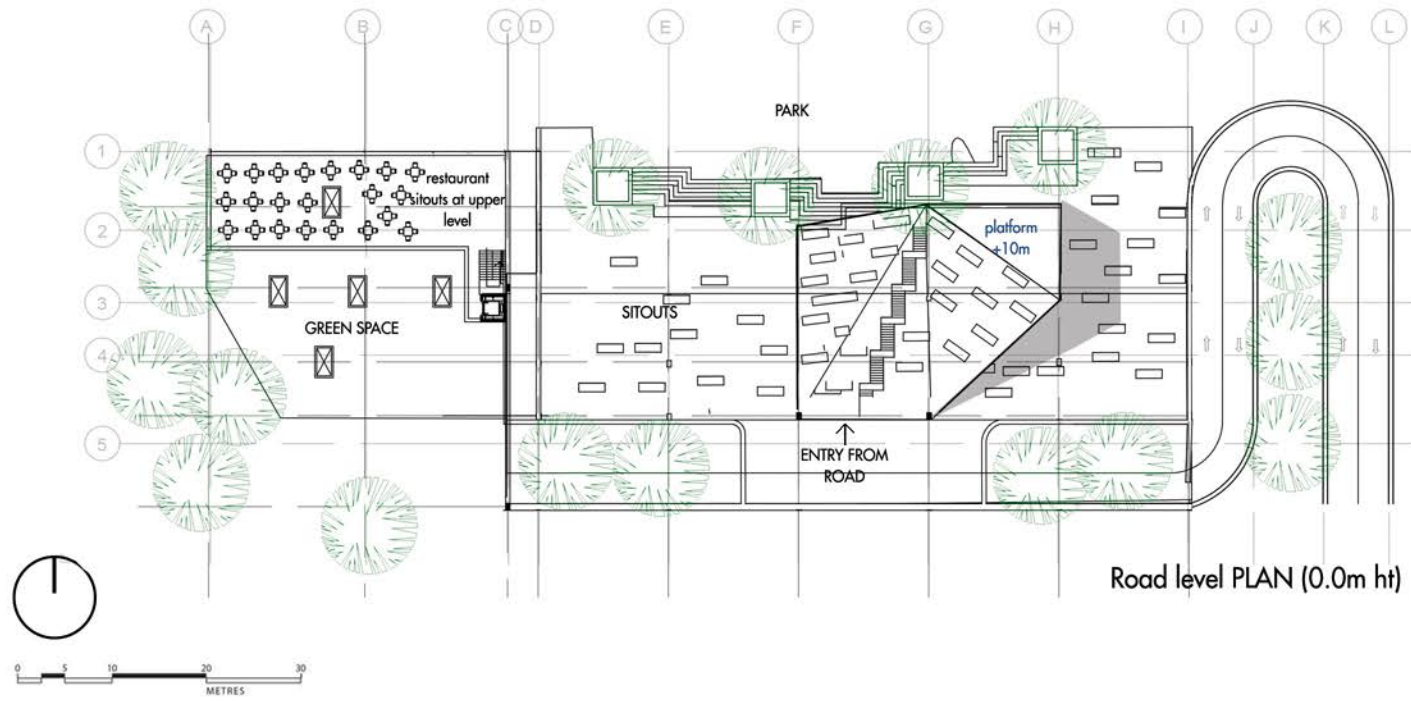 A B C D E F G H I J K L
PARK
1
restaurant
sitouts at upper
level
2
platform
+10m
3
SITOUTS
GREEN SPACE
4
5
ENTRY FROM
ROAD
Road level PLAN (0.0m ht)
0 5 10 20 30
METRES